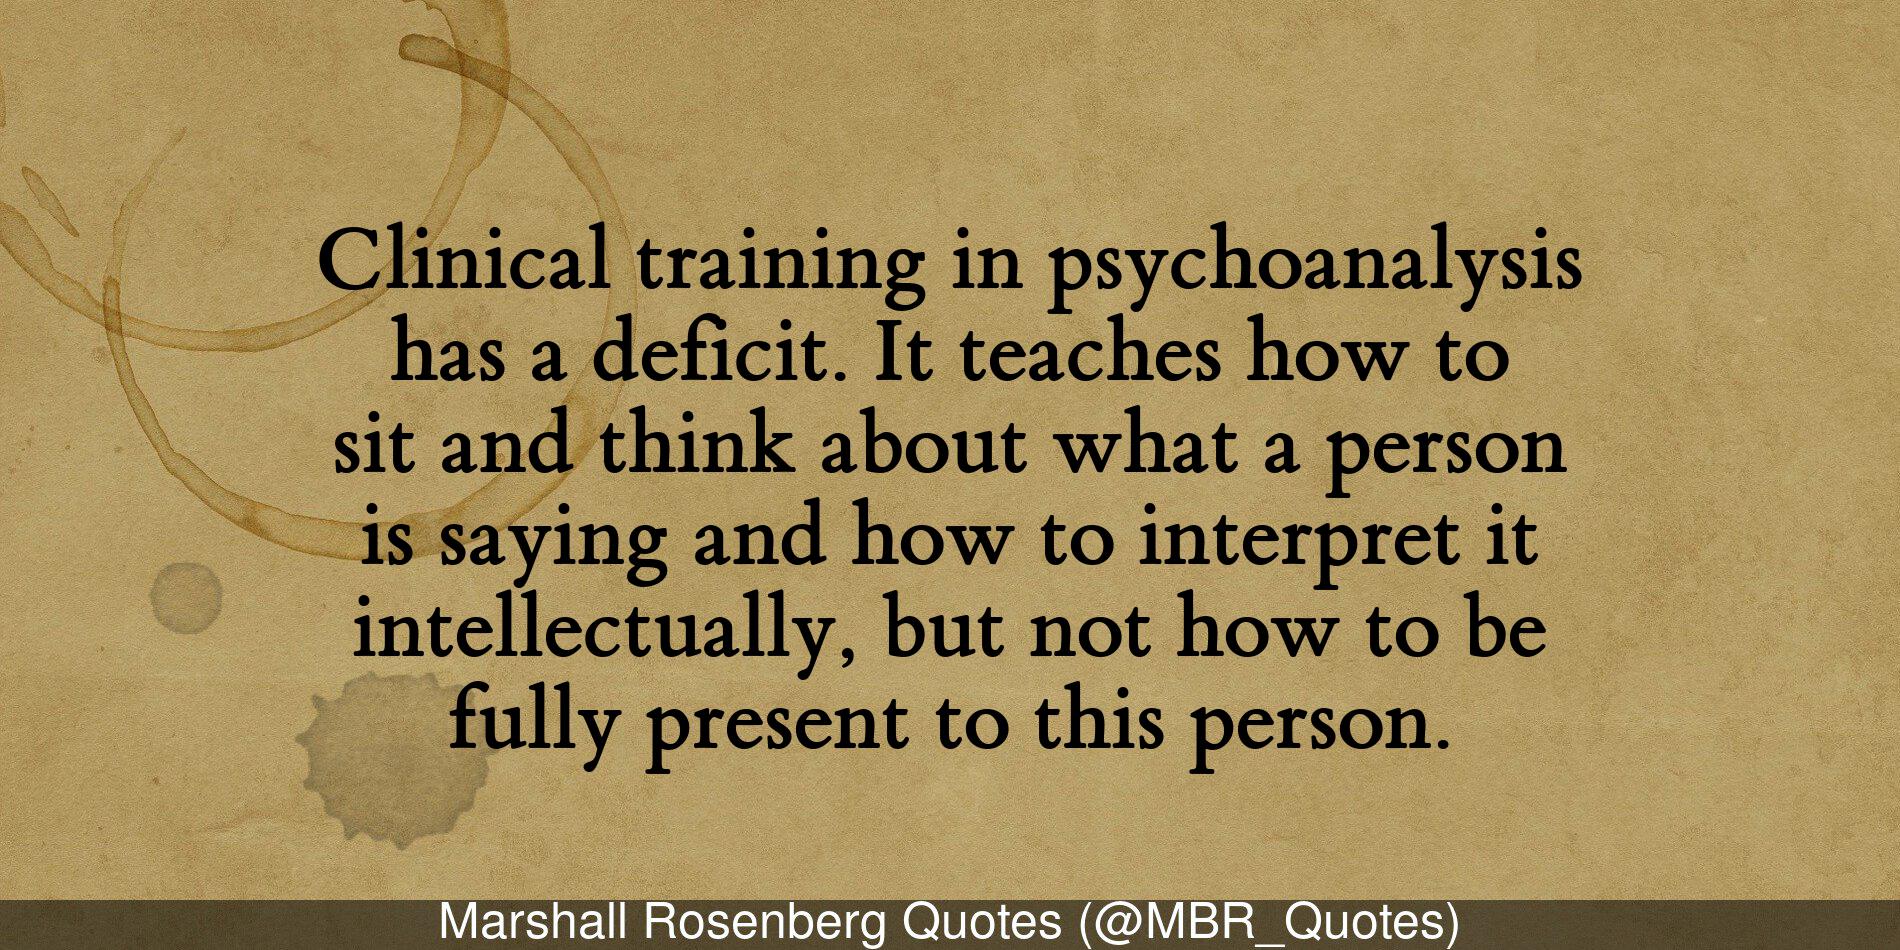 Clinical training in psychoanalysis
has a deficit. It teaches how to
sit and think about what a person
is saying and how to interpret it
intellectually, but not how to be
fully present to this person.
Marshall Rosenberg Quotes (@MBR_Quotes)